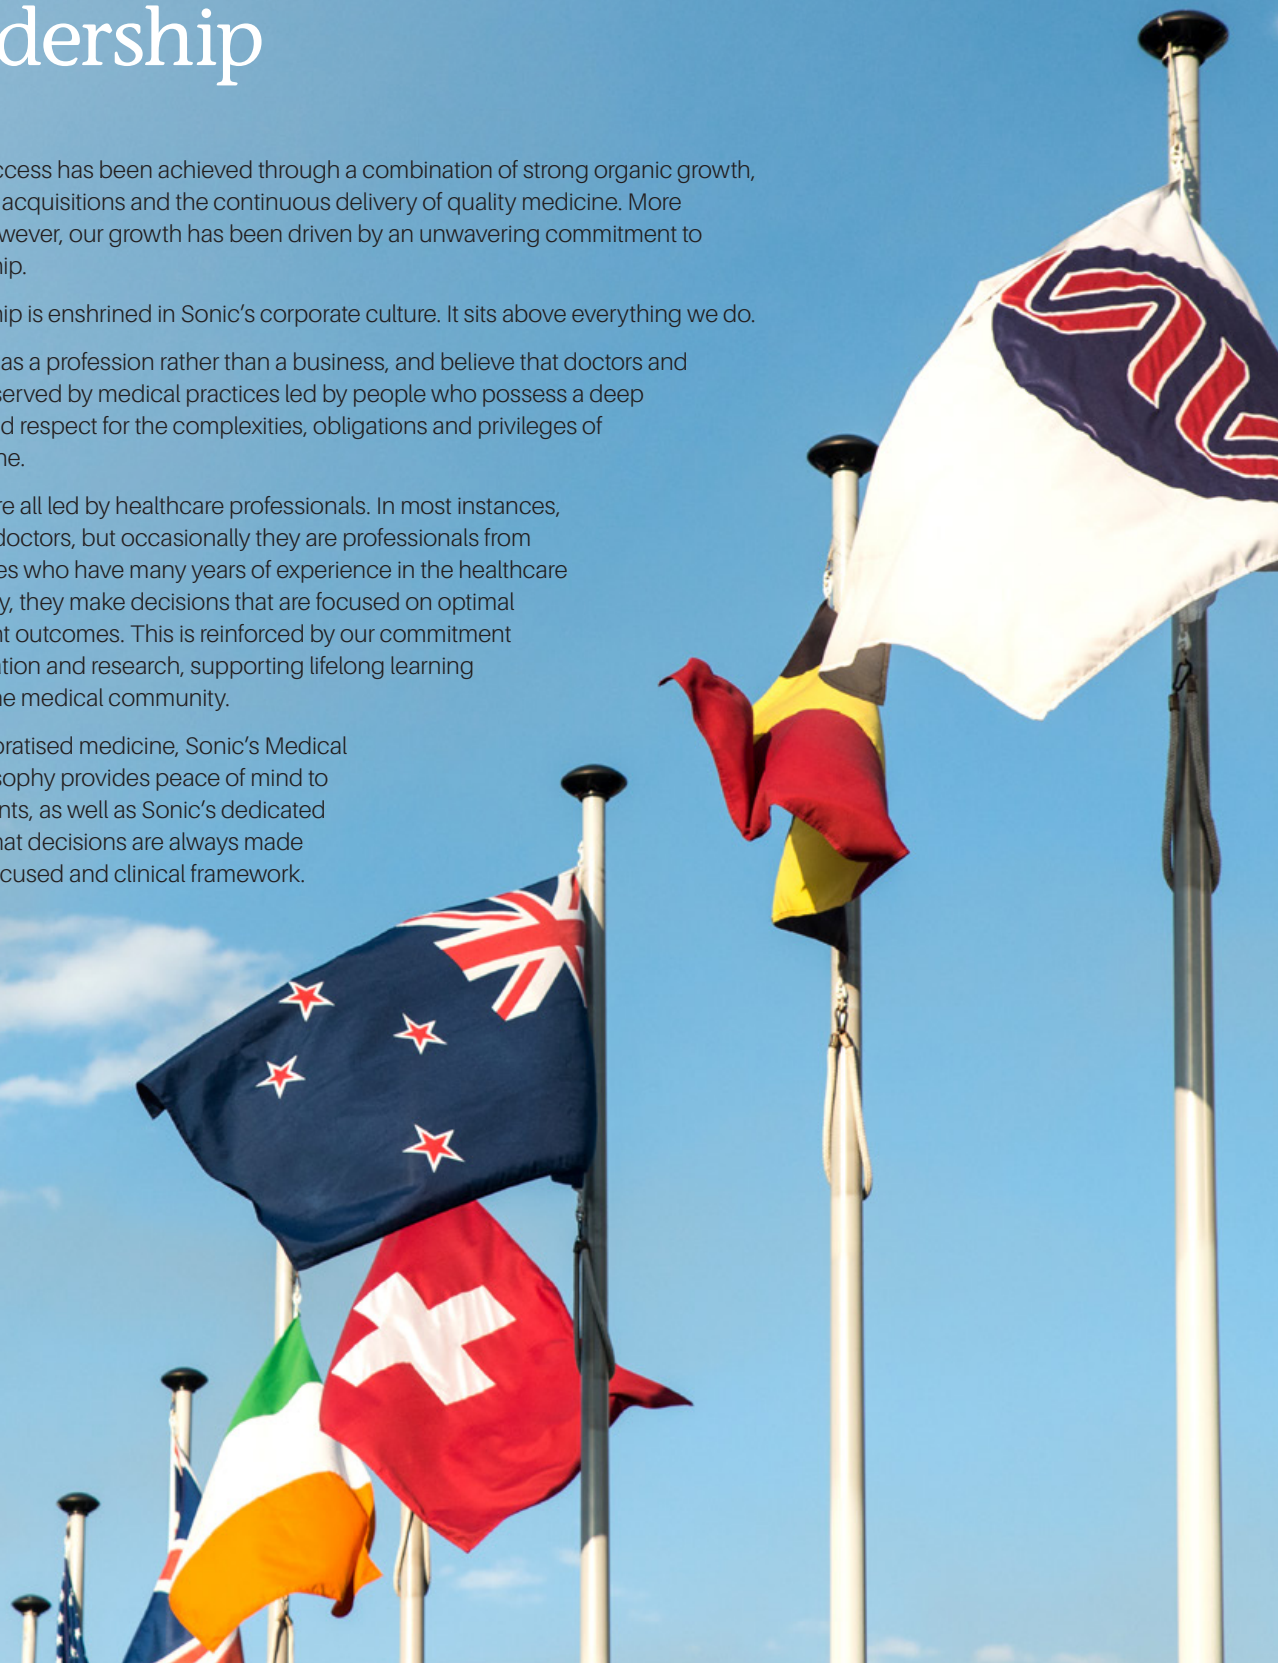 dership
ccess has been achieved through a combination of strong organic growth,
acquisitions and the continuous delivery of quality medicine. More
wever, our growth has been driven by an unwavering commitment to
ip.
ip is enshrined in Sonic’s corporate culture. It sits above everything we do.
as a profession rather than a business, and believe that doctors and
served by medical practices led by people who possess a deep
d respect for the complexities, obligations and privileges of
ne.
re all led by healthcare professionals. In most instances,
doctors, but occasionally they are professionals from
es who have many years of experience in the healthcare
y, they make decisions that are focused on optimal
nt outcomes. This is reinforced by our commitment
ation and research, supporting lifelong learning
ne medical community.
oratised medicine, Sonic’s Medical
sophy provides peace of mind to
nts, as well as Sonic’s dedicated
hat decisions are always made
cused and clinical framework.